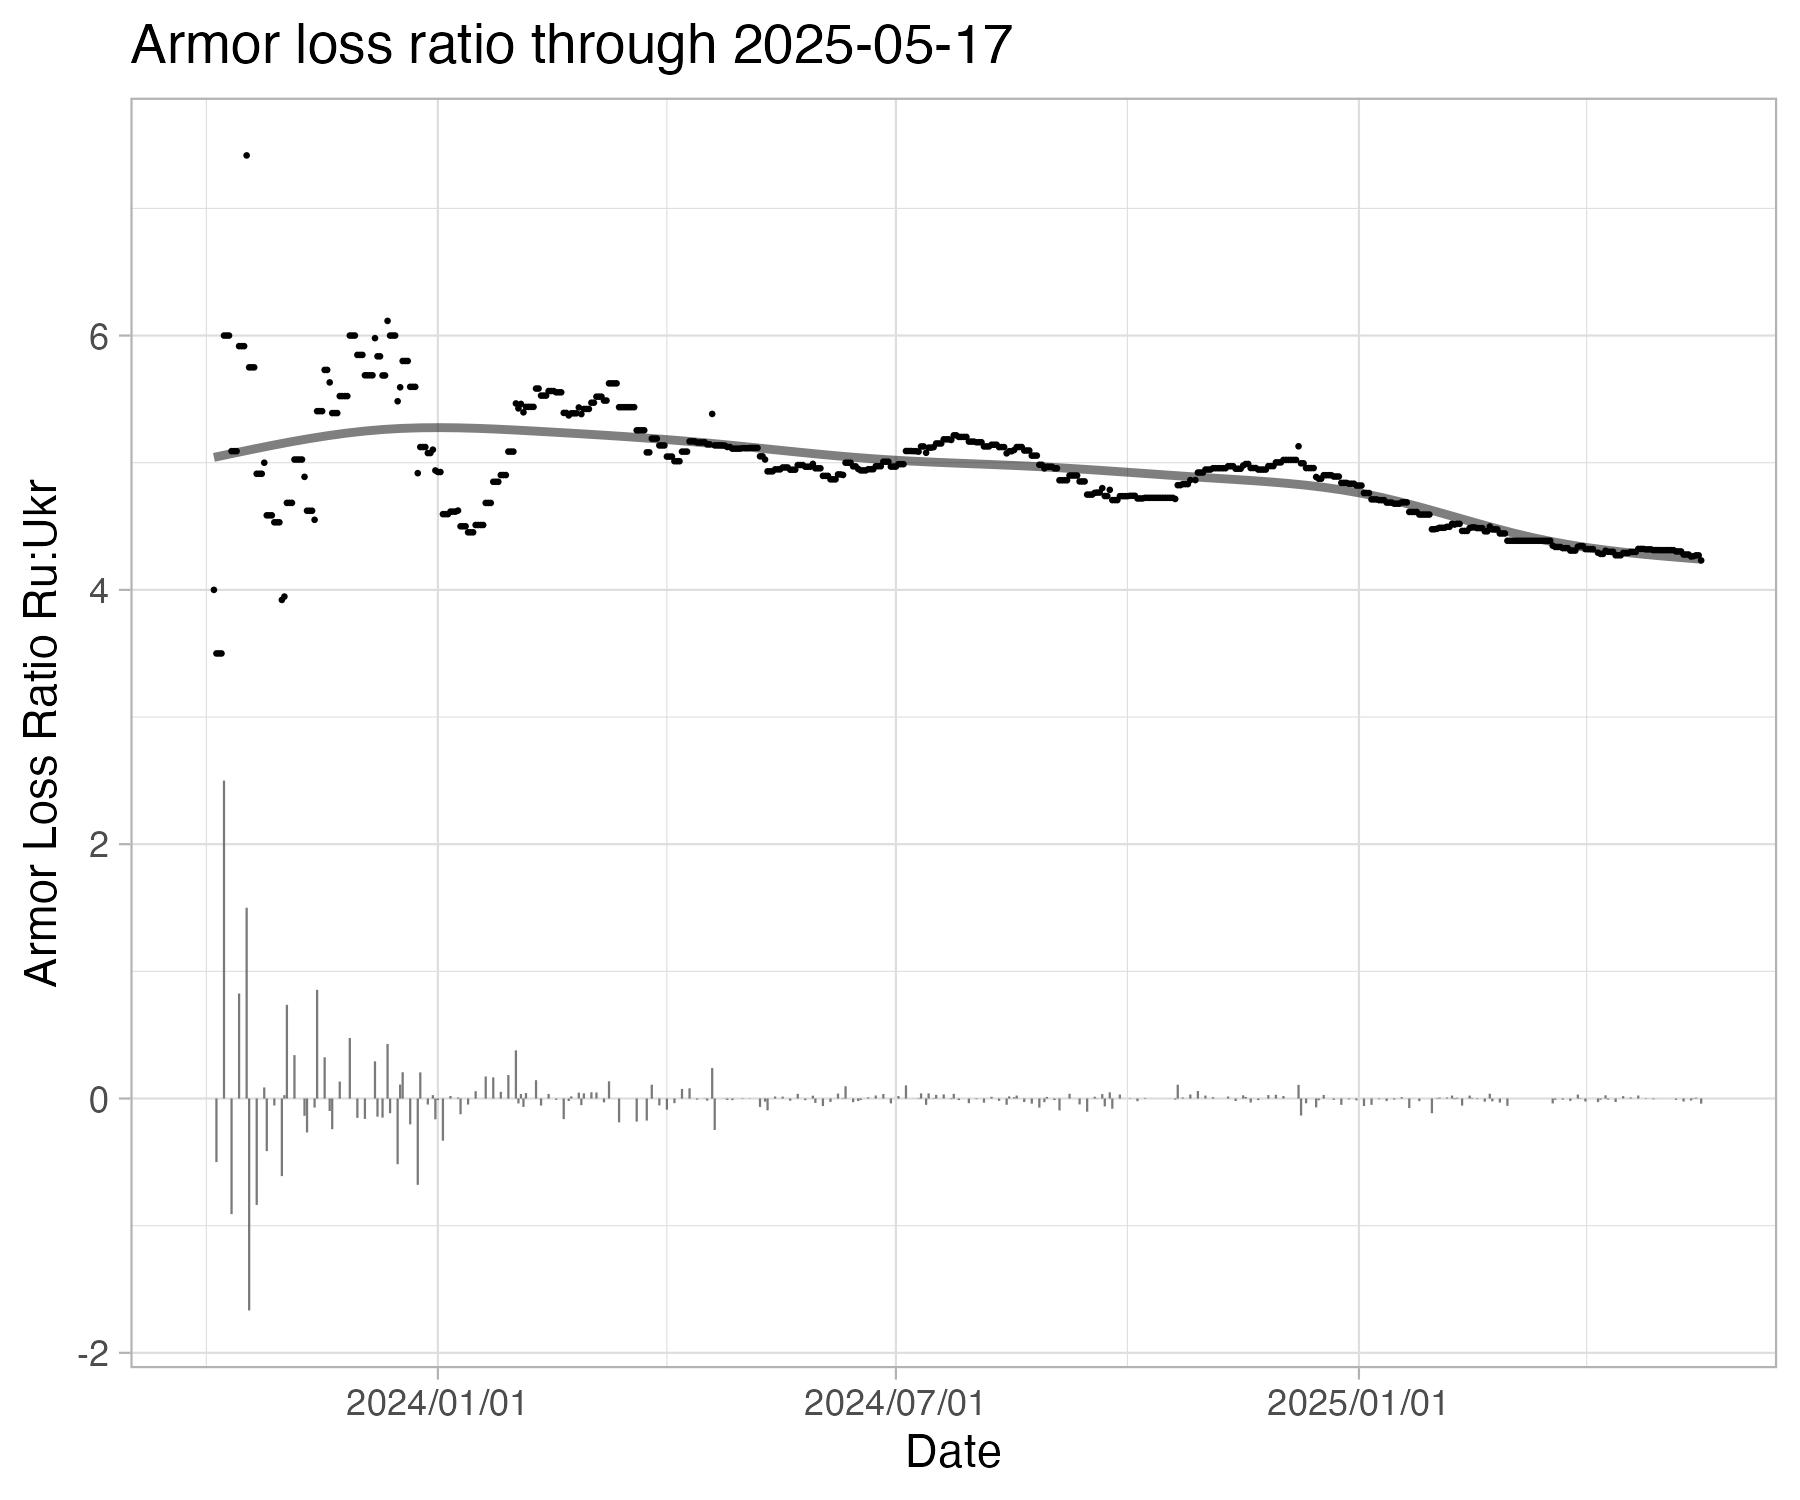 Armor loss ratio through 2025-05-17
Armor Loss Ratio Ru:Ukr
6
4
2
0
-2
2024/01/01
2024/07/01
2025/01/01
Date